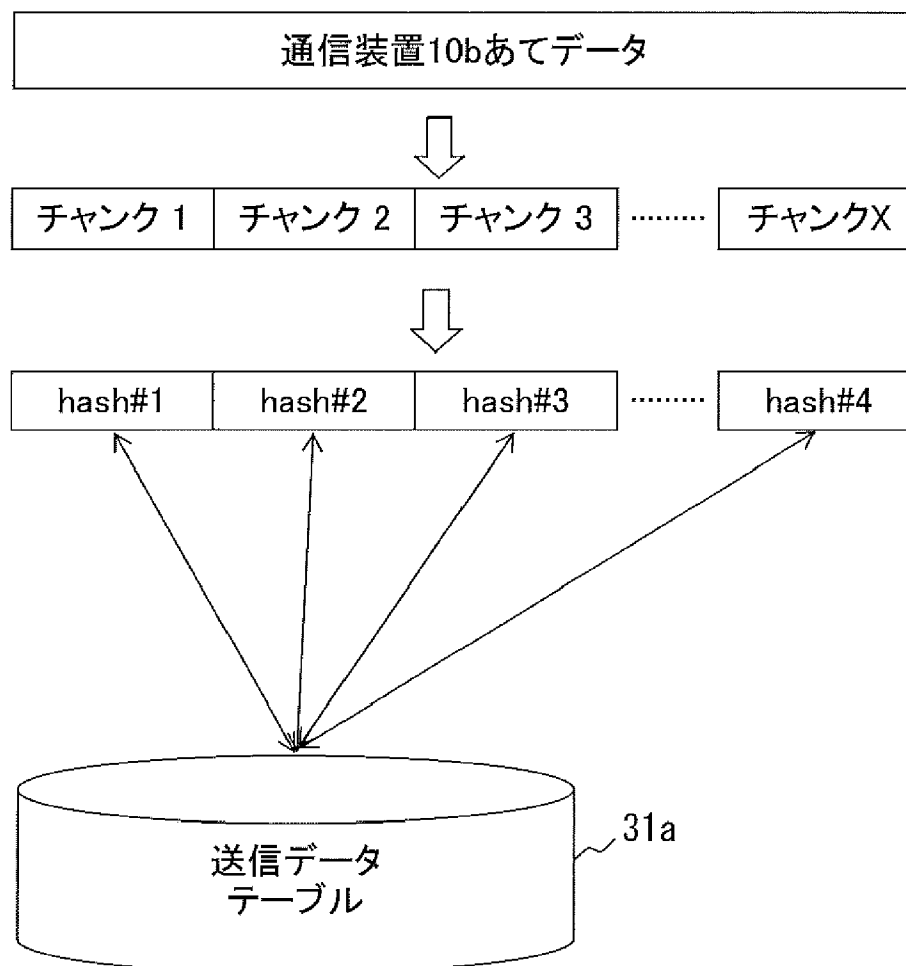 通信装置10bあてデータ
チャンク 1 チャンク 2 チャンク 3 ········· チャンクX
hash#1 hash#2 hash#3 ········· hash#4
31a
送信データ
テーブル